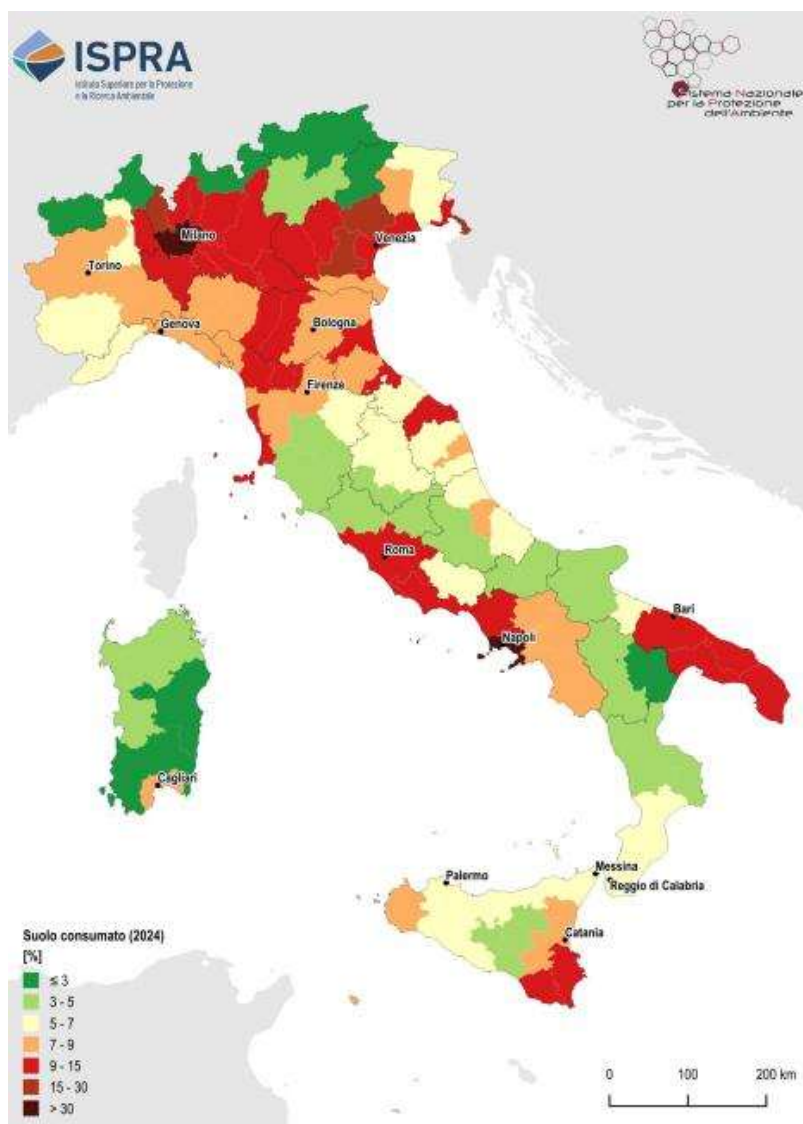 ISPRA
Istituto Superiore per la Protezione
e la Ricerca Ambientale
Sistema Nazionale
per la Protezione
dell'Ambiente
Milano
Venezia
Torino
Genova
Bologna
Firenze
Roma
Bari
Napoli
Cagliari
Messina
Palermo
Reggio di Calabria
Catania
Suolo consumato (2024)
[%]
≤ 3
3 - 5
5 - 7
7 - 9
9 - 15
15 - 30
> 30
0 100 200 km